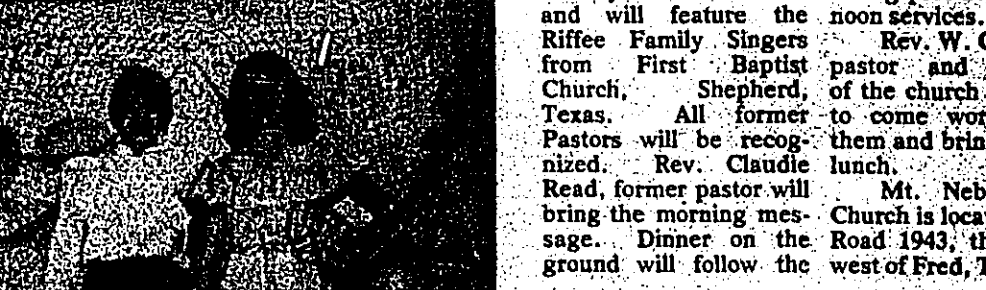 and will feature the
Riffee Family Singers
from First Baptist
Church, Shepherd,
Texas. All former
Pastors will be recog-
nized. Rev. Claudie
Read, former pastor will
bring the morning mes-
sage. Dinner on the
ground will follow the
noon services.
Rev. W.
pastor and
of the church
to come
them and
lunch.
Mt.
Church is
Road 1943,
west of Fred,